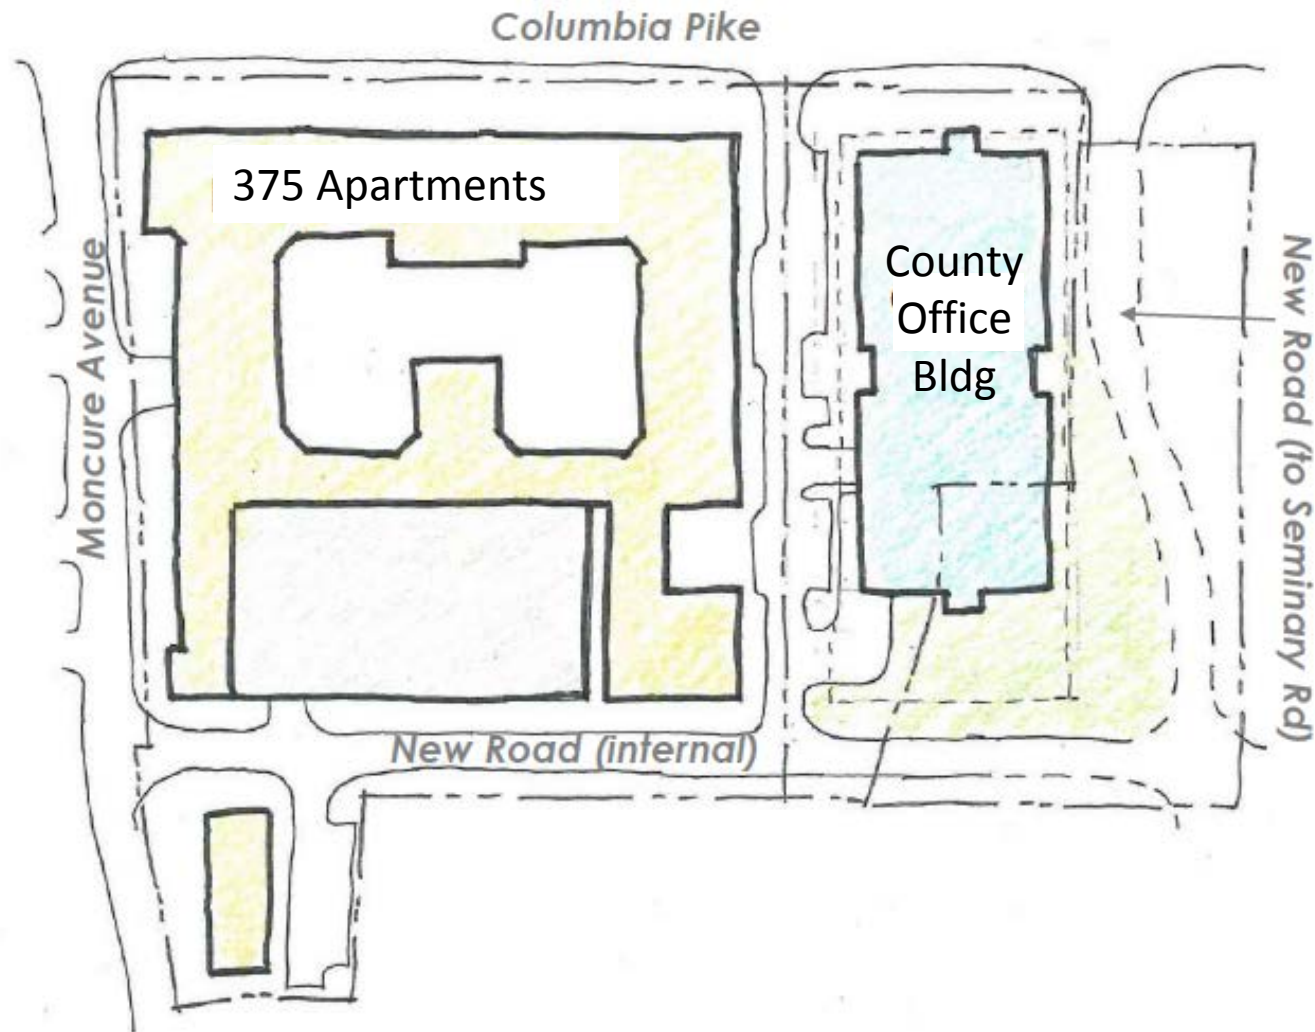 Columbia Pike
375 Apartments
County
Office
Bldg
Moncure Avenue
New Road (to Seminary Rd)
New Road (internal)